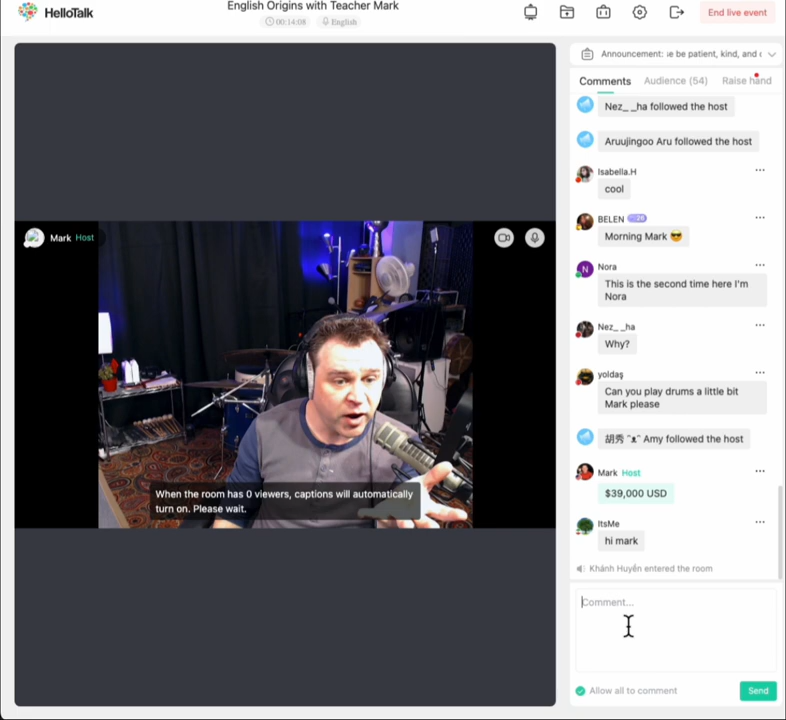 HelloTalk
English Origins with Teacher Mark
00:14:08
English
End live event
Announcement:
be patient, kind, and
Comments
Audience (54)
Raise hand
Nez_ _ha followed the host
Aruujingoo Aru followed the host
Isabella.H
cool
BELEN
Morning Mark 😎
Nora
N
This is the second time here I'm
Nora
Nez_ _ha
Why?
yoldaş
Can you play drums a little bit
Mark please
胡秀 ˆᴥˆ Amy followed the host
Mark Host
$39,000 USD
ItsMe
hi mark
Khánh Huyền entered the room
Comment...
Allow all to comment
Send
Mark Host
When the room has 0 viewers, captions will automatically
turn on. Please wait.